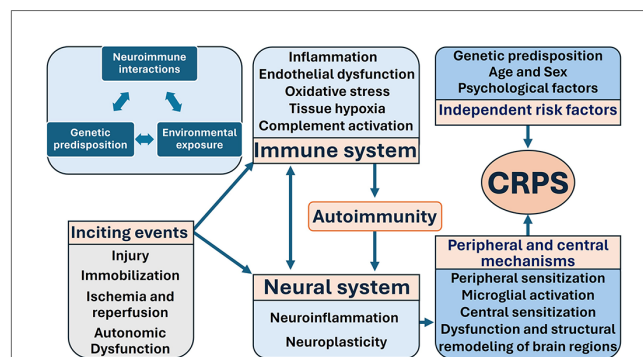 Neuroimmune
interactions
Genetic
predisposition
Environmental
exposure
Inflammation
Endothelial dysfunction
Oxidative stress
Tissue hypoxia
Complement activation
Immune system
Genetic predisposition
Age and Sex
Psychological factors
Independent risk factors
CRPS
Autoimmunity
Inciting events
Injury
Immobilization
Ischemia and
reperfusion
Autonomic
Dysfunction
Neural system
Neuroinflammation
Neuroplasticity
Peripheral and central
mechanisms
Peripheral sensitization
Microglial activation
Central sensitization
Dysfunction and structural
remodeling of brain regions